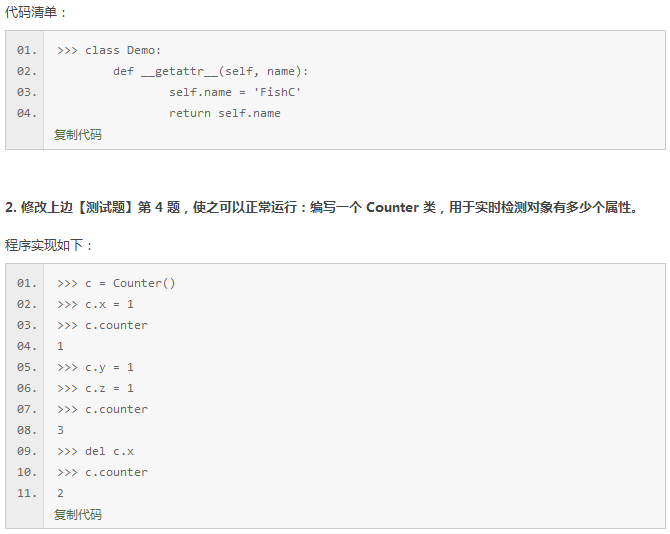 代码清单：
01. >>> class Demo:
02.         def __getattr__(self, name):
03.                 self.name = 'FishC'
04.                 return self.name
复制代码
2. 修改上边【测试题】第 4 题，使之可以正常运行：编写一个 Counter 类，用于实时检测对象有多少个属性。
程序实现如下：
01. >>> c = Counter()
02. >>> c.x = 1
03. >>> c.counter
04. 1
05. >>> c.y = 1
06. >>> c.z = 1
07. >>> c.counter
08. 3
09. >>> del c.x
10. >>> c.counter
11. 2
复制代码